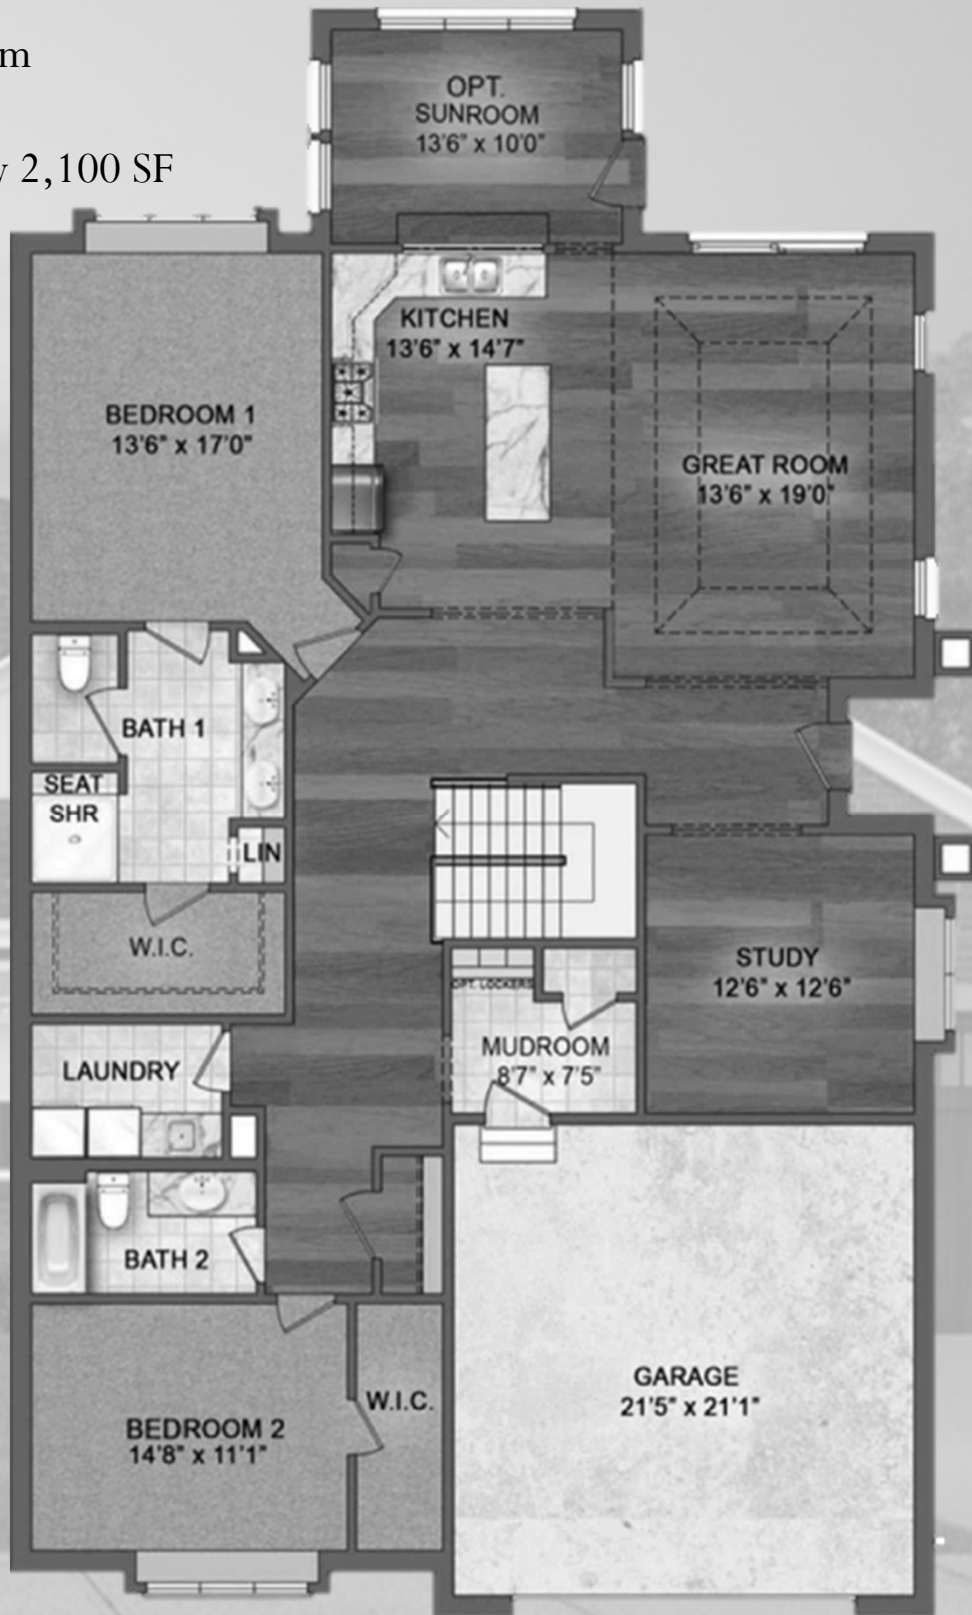 m
2,100 SF
OPT.
SUNROOM
13'6" x 10'0"
KITCHEN
13'6" x 14'7"
BEDROOM 1
13'6" x 17'0"
GREAT ROOM
13'6" x 19'0"
BATH 1
SEAT
SHR
LIN
W.I.C.
STUDY
12'6" x 12'6"
OPT. LOCKERS
MUDROOM
8'7" x 7'5"
LAUNDRY
BATH 2
GARAGE
21'5" x 21'1"
W.I.C.
BEDROOM 2
14'8" x 11'1"